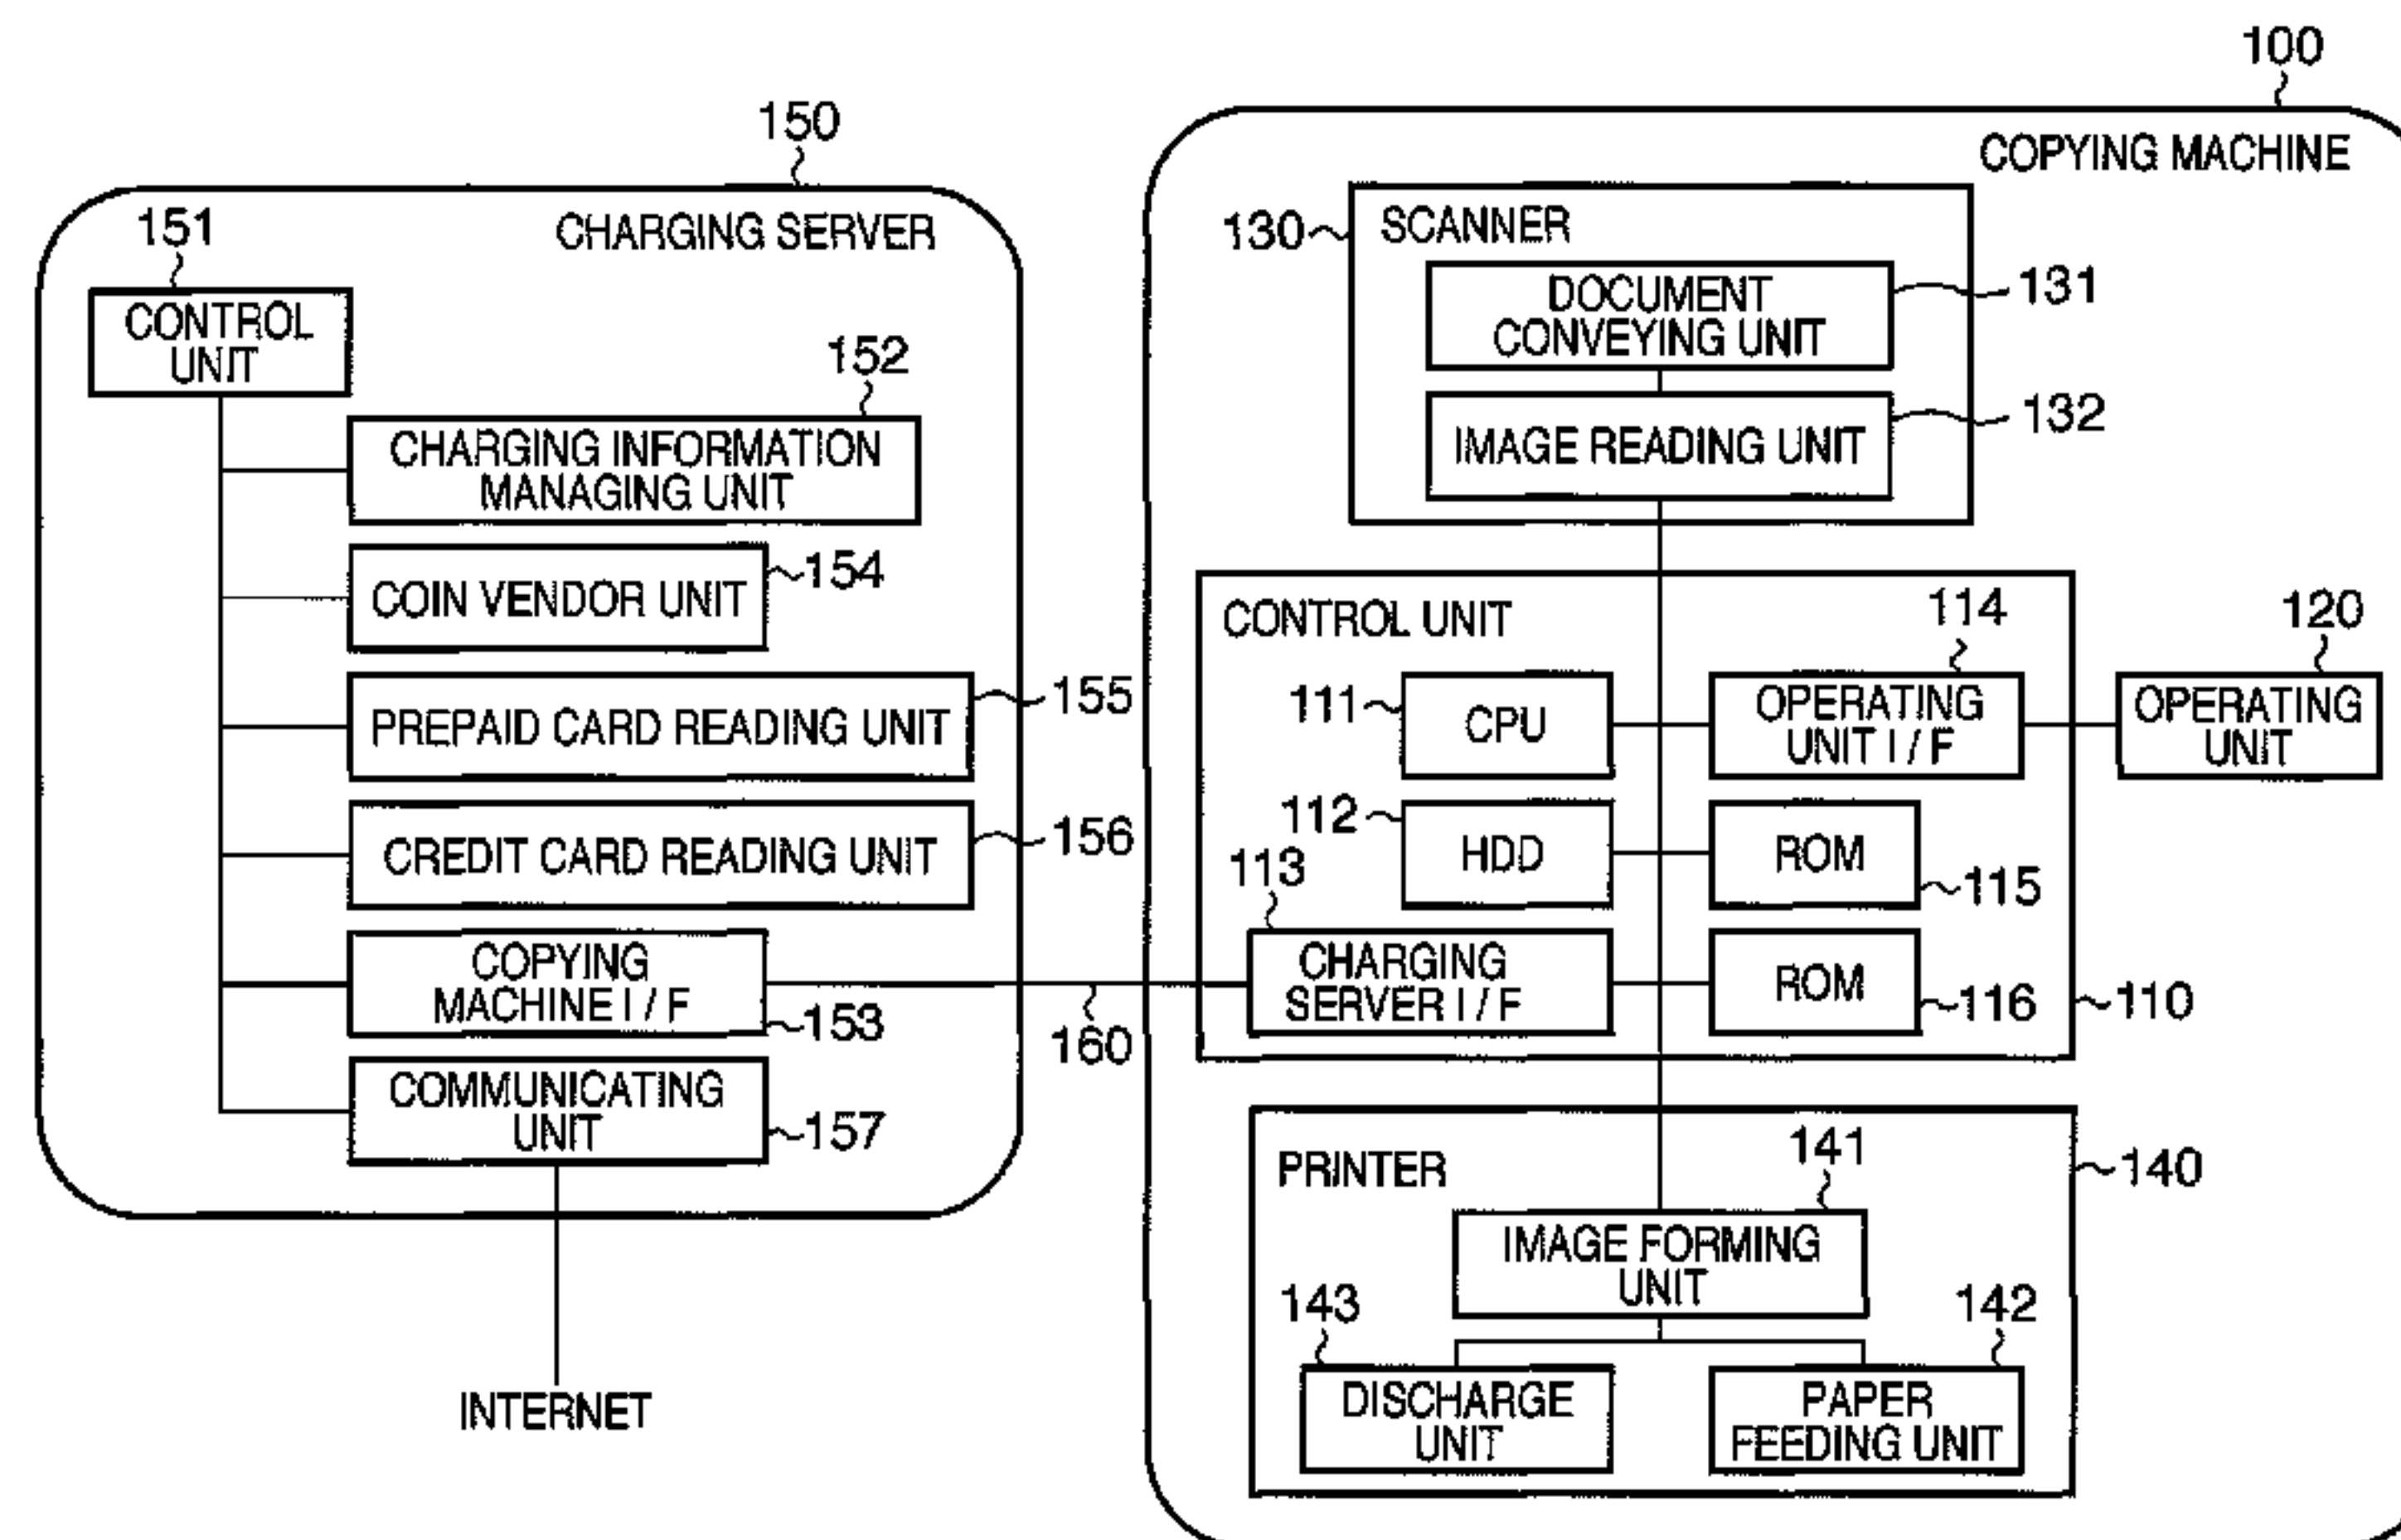 150
CHARGING SERVER
151
CONTROL
UNIT
152
CHARGING INFORMATION
MANAGING UNIT
COIN VENDOR UNIT
154
PREPAID CARD READING UNIT
155
CREDIT CARD READING UNIT
156
COPYING
MACHINE I / F
153
COMMUNICATING
UNIT
157
INTERNET
160
100
COPYING MACHINE
130
SCANNER
DOCUMENT
CONVEYING UNIT
131
IMAGE READING UNIT
132
CONTROL UNIT
111
CPU
114
OPERATING
UNIT I / F
120
OPERATING
UNIT
112
HDD
ROM
115
113
CHARGING
SERVER I / F
ROM
116
110
PRINTER
140
141
IMAGE FORMING
UNIT
143
DISCHARGE
UNIT
142
PAPER
FEEDING UNIT